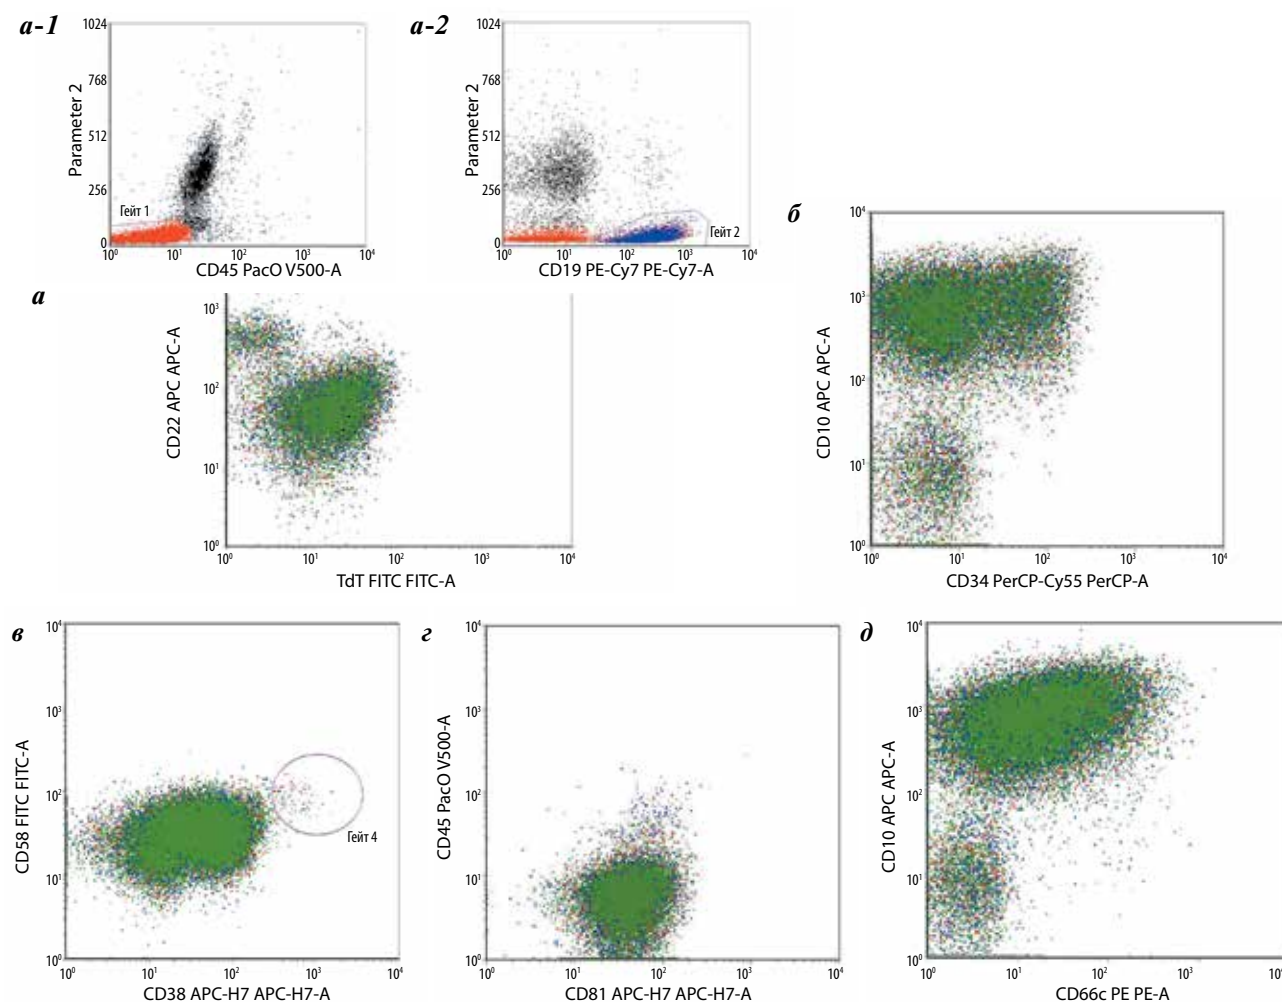 а-1
1024
768
512
256
0
Parameter 2
Гейт 1
10⁰ 10¹ 10² 10³ 10⁴
CD45 PacO V500-A
а-2
1024
768
512
256
0
Parameter 2
Гейт 2
10⁰ 10¹ 10² 10³ 10⁴
CD19 PE-Cy7 PE-Cy7-A
а
10³
10²
10¹
10⁰
CD22 APC APC-A
10⁰ 10¹ 10² 10³ 10⁴
TdT FITC FITC-A
б
10⁴
10³
10²
10¹
10⁰
CD10 APC APC-A
10⁰ 10¹ 10² 10³ 10⁴
CD34 PerCP-Cy55 PerCP-A
в
10⁴
10³
10²
10¹
10⁰
CD58 FITC FITC-A
Гейт 4
10⁰ 10¹ 10² 10³ 10⁴
CD38 APC-H7 APC-H7-A
г
10⁴
10³
10²
10¹
10⁰
CD45 PacO V500-A
10⁰ 10¹ 10² 10³ 10⁴
CD81 APC-H7 APC-H7-A
д
10⁴
10³
10²
10¹
10⁰
CD10 APC APC-A
10⁰ 10¹ 10² 10³ 10⁴
CD66c PE PE-A